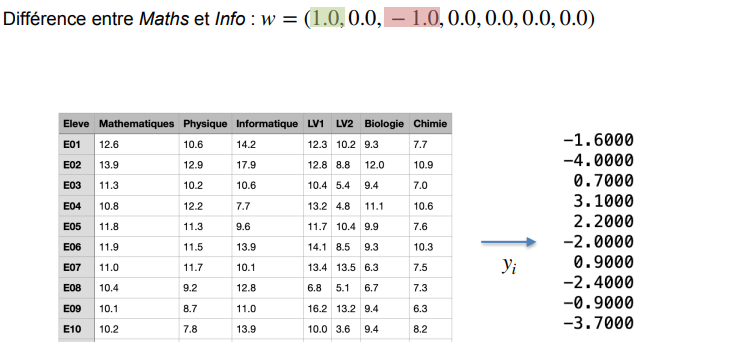 Différence entre Maths et Info : w = (1.0, 0.0, − 1.0, 0.0, 0.0, 0.0, 0.0)
Eleve Mathematiques Physique Informatique LV1 LV2 Biologie Chimie
E01 12.6 10.6 14.2 12.3 10.2 9.3 7.7
E02 13.9 12.9 17.9 12.8 8.8 12.0 10.9
E03 11.3 10.2 10.6 10.4 5.4 9.4 7.0
E04 10.8 12.2 7.7 13.2 4.8 11.1 10.6
E05 11.8 11.3 9.6 11.7 10.4 9.9 7.6
E06 11.9 11.5 13.9 14.1 8.5 9.3 10.3
E07 11.0 11.7 10.1 13.4 13.5 6.3 7.5
E08 10.4 9.2 12.8 6.8 5.1 6.7 7.3
E09 10.1 8.7 11.0 16.2 13.2 9.4 6.3
E10 10.2 7.8 13.9 10.0 3.6 9.4 8.2
yi
-1.6000
-4.0000
0.7000
3.1000
2.2000
-2.0000
0.9000
-2.4000
-0.9000
-3.7000